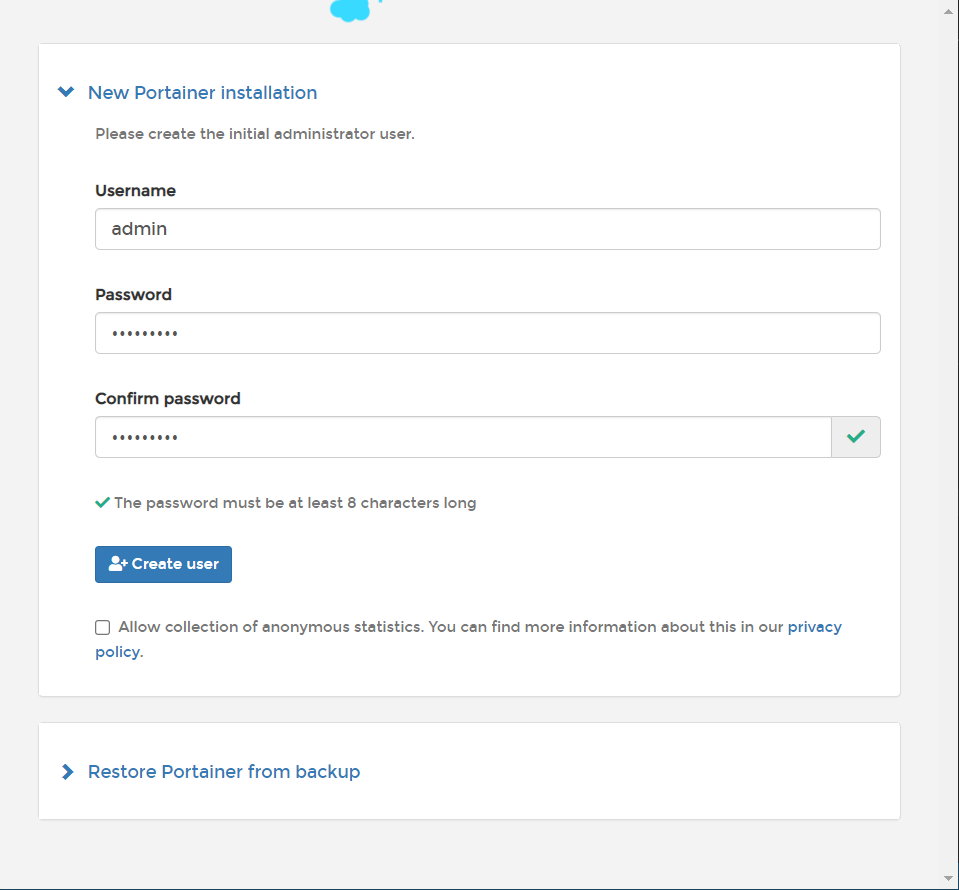 New Portainer installation
Please create the initial administrator user.
Username
admin
Password
•••••••••
Confirm password
•••••••••
The password must be at least 8 characters long
Create user
Allow collection of anonymous statistics. You can find more information about this in our privacy
policy.
Restore Portainer from backup